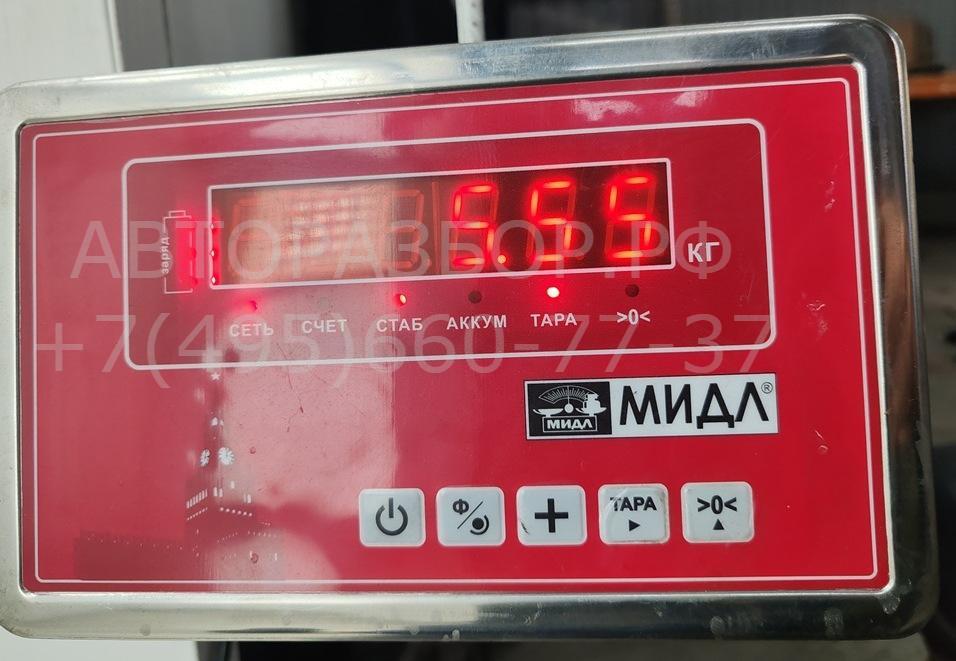 заряд
5.55 кг
АВТОРАЗБОР.РФ
СЕТЬ СЧЕТ СТАБ АККУМ ТАРА >0<
+7(495)660-77-37
МИДЛ МИДЛ®
Ф + ТАРА >0<